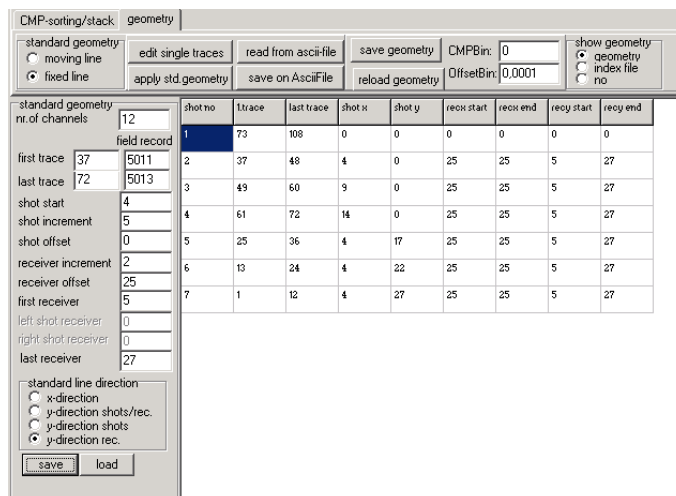 CMP-sorting/stack geometry
standard geometry
moving line
fixed line
edit single traces
read from ascii-file
save geometry
CMPBin: 0
apply std.geometry
save on AsciiFile
reload geometry
OffsetBin: 0,0001
show geometry
geometry
index file
no
standard geometry
nr.of channels 12
field record
first trace 37 5011
last trace 72 5013
shot start 4
shot increment 5
shot offset 0
receiver increment 2
receiver offset 25
first receiver 5
left shot receiver 0
right shot receiver 0
last receiver 27
standard line direction
x-direction
y-direction shots/rec.
y-direction shots
y-direction rec.
save load
shot no 1.trace last trace shot x shot y recx start recx end recy start recy end
1 73 108 0 0 0 0 0 0
2 37 48 4 0 25 25 5 27
3 49 60 9 0 25 25 5 27
4 61 72 14 0 25 25 5 27
5 25 36 4 17 25 25 5 27
6 13 24 4 22 25 25 5 27
7 1 12 4 27 25 25 5 27